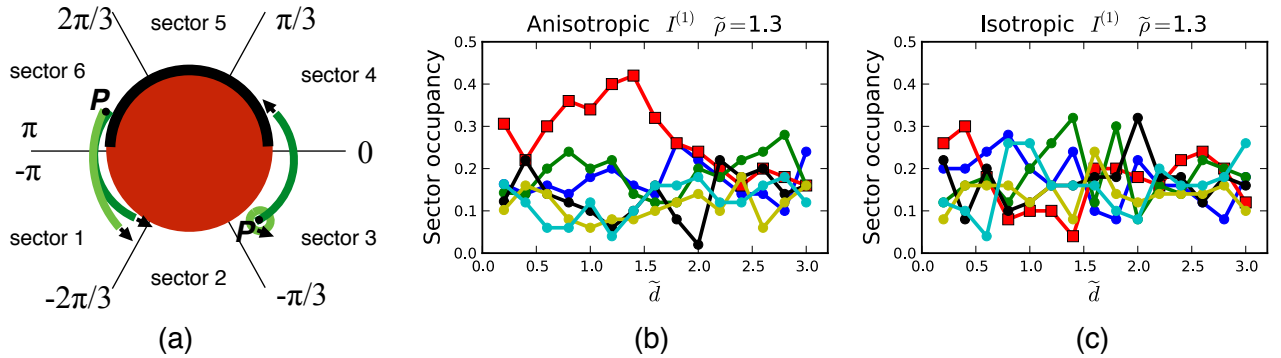 2π/3
sector 5
π/3
sector 6
sector 4
P
π
-π
0
sector 1
P
sector 3
sector 2
-2π/3
-π/3
(a)
Anisotropic I^(1) ρ̃=1.3
Sector occupancy
0.5
0.4
0.3
0.2
0.1
0.0
0.0 0.5 1.0 1.5 2.0 2.5 3.0
d̃
(b)
Isotropic I^(1) ρ̃=1.3
Sector occupancy
0.5
0.4
0.3
0.2
0.1
0.0
0.0 0.5 1.0 1.5 2.0 2.5 3.0
d̃
(c)